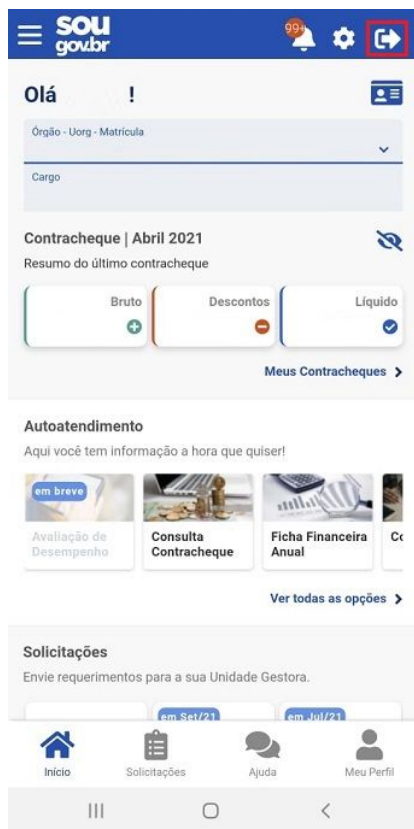 SOU
gov.br
99+
Olá !
Órgão - Uorg - Matrícula
Cargo
Contracheque | Abril 2021
Resumo do último contracheque
Bruto
Descontos
Líquido
Meus Contracheques
Autoatendimento
Aqui você tem informação a hora que quiser!
em breve
Avaliação de
Desempenho
Consulta
Contracheque
Ficha Financeira
Anual
Co
Ver todas as opções
Solicitações
Envie requerimentos para a sua Unidade Gestora.
em Set/21
em Jul/21
Início
Solicitações
Ajuda
Meu Perfil